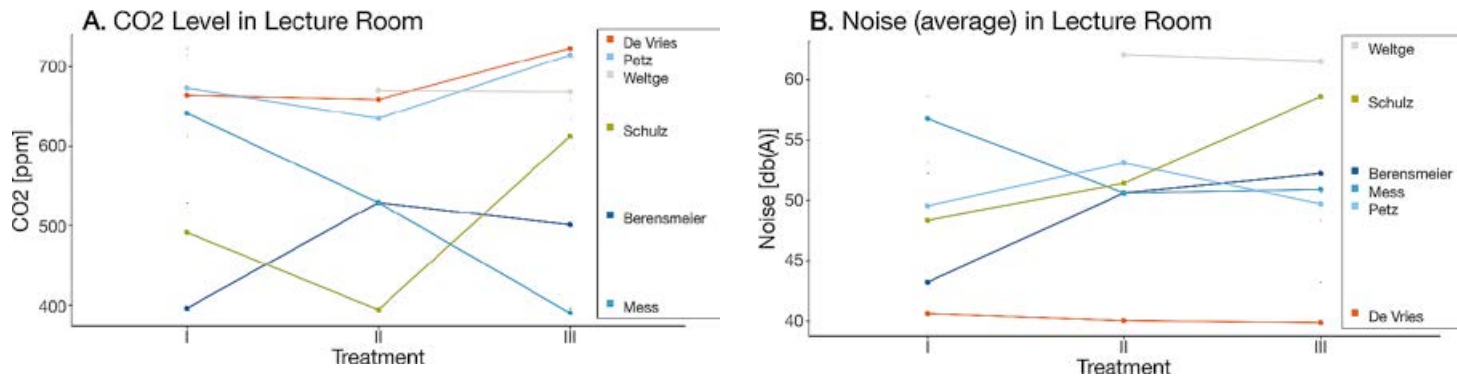 A. CO2 Level in Lecture Room
CO2 [ppm]
700
600
500
400
I
II
III
Treatment
De Vries
Petz
Weltge
Schulz
Berensmeier
Mess
B. Noise (average) in Lecture Room
Noise [db(A)]
60
55
50
45
40
I
II
III
Treatment
Weltge
Schulz
Berensmeier
Mess
Petz
De Vries